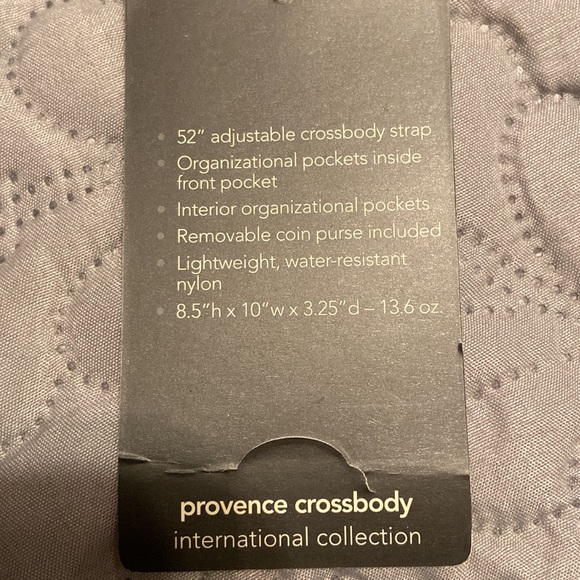 • 52" adjustable crossbody strap
• Organizational pockets inside
front pocket
• Interior organizational pockets
• Removable coin purse included
• Lightweight, water-resistant
nylon
• 8.5"h x 10"w x 3.25"d – 13.6 oz.
provence crossbody
international collection